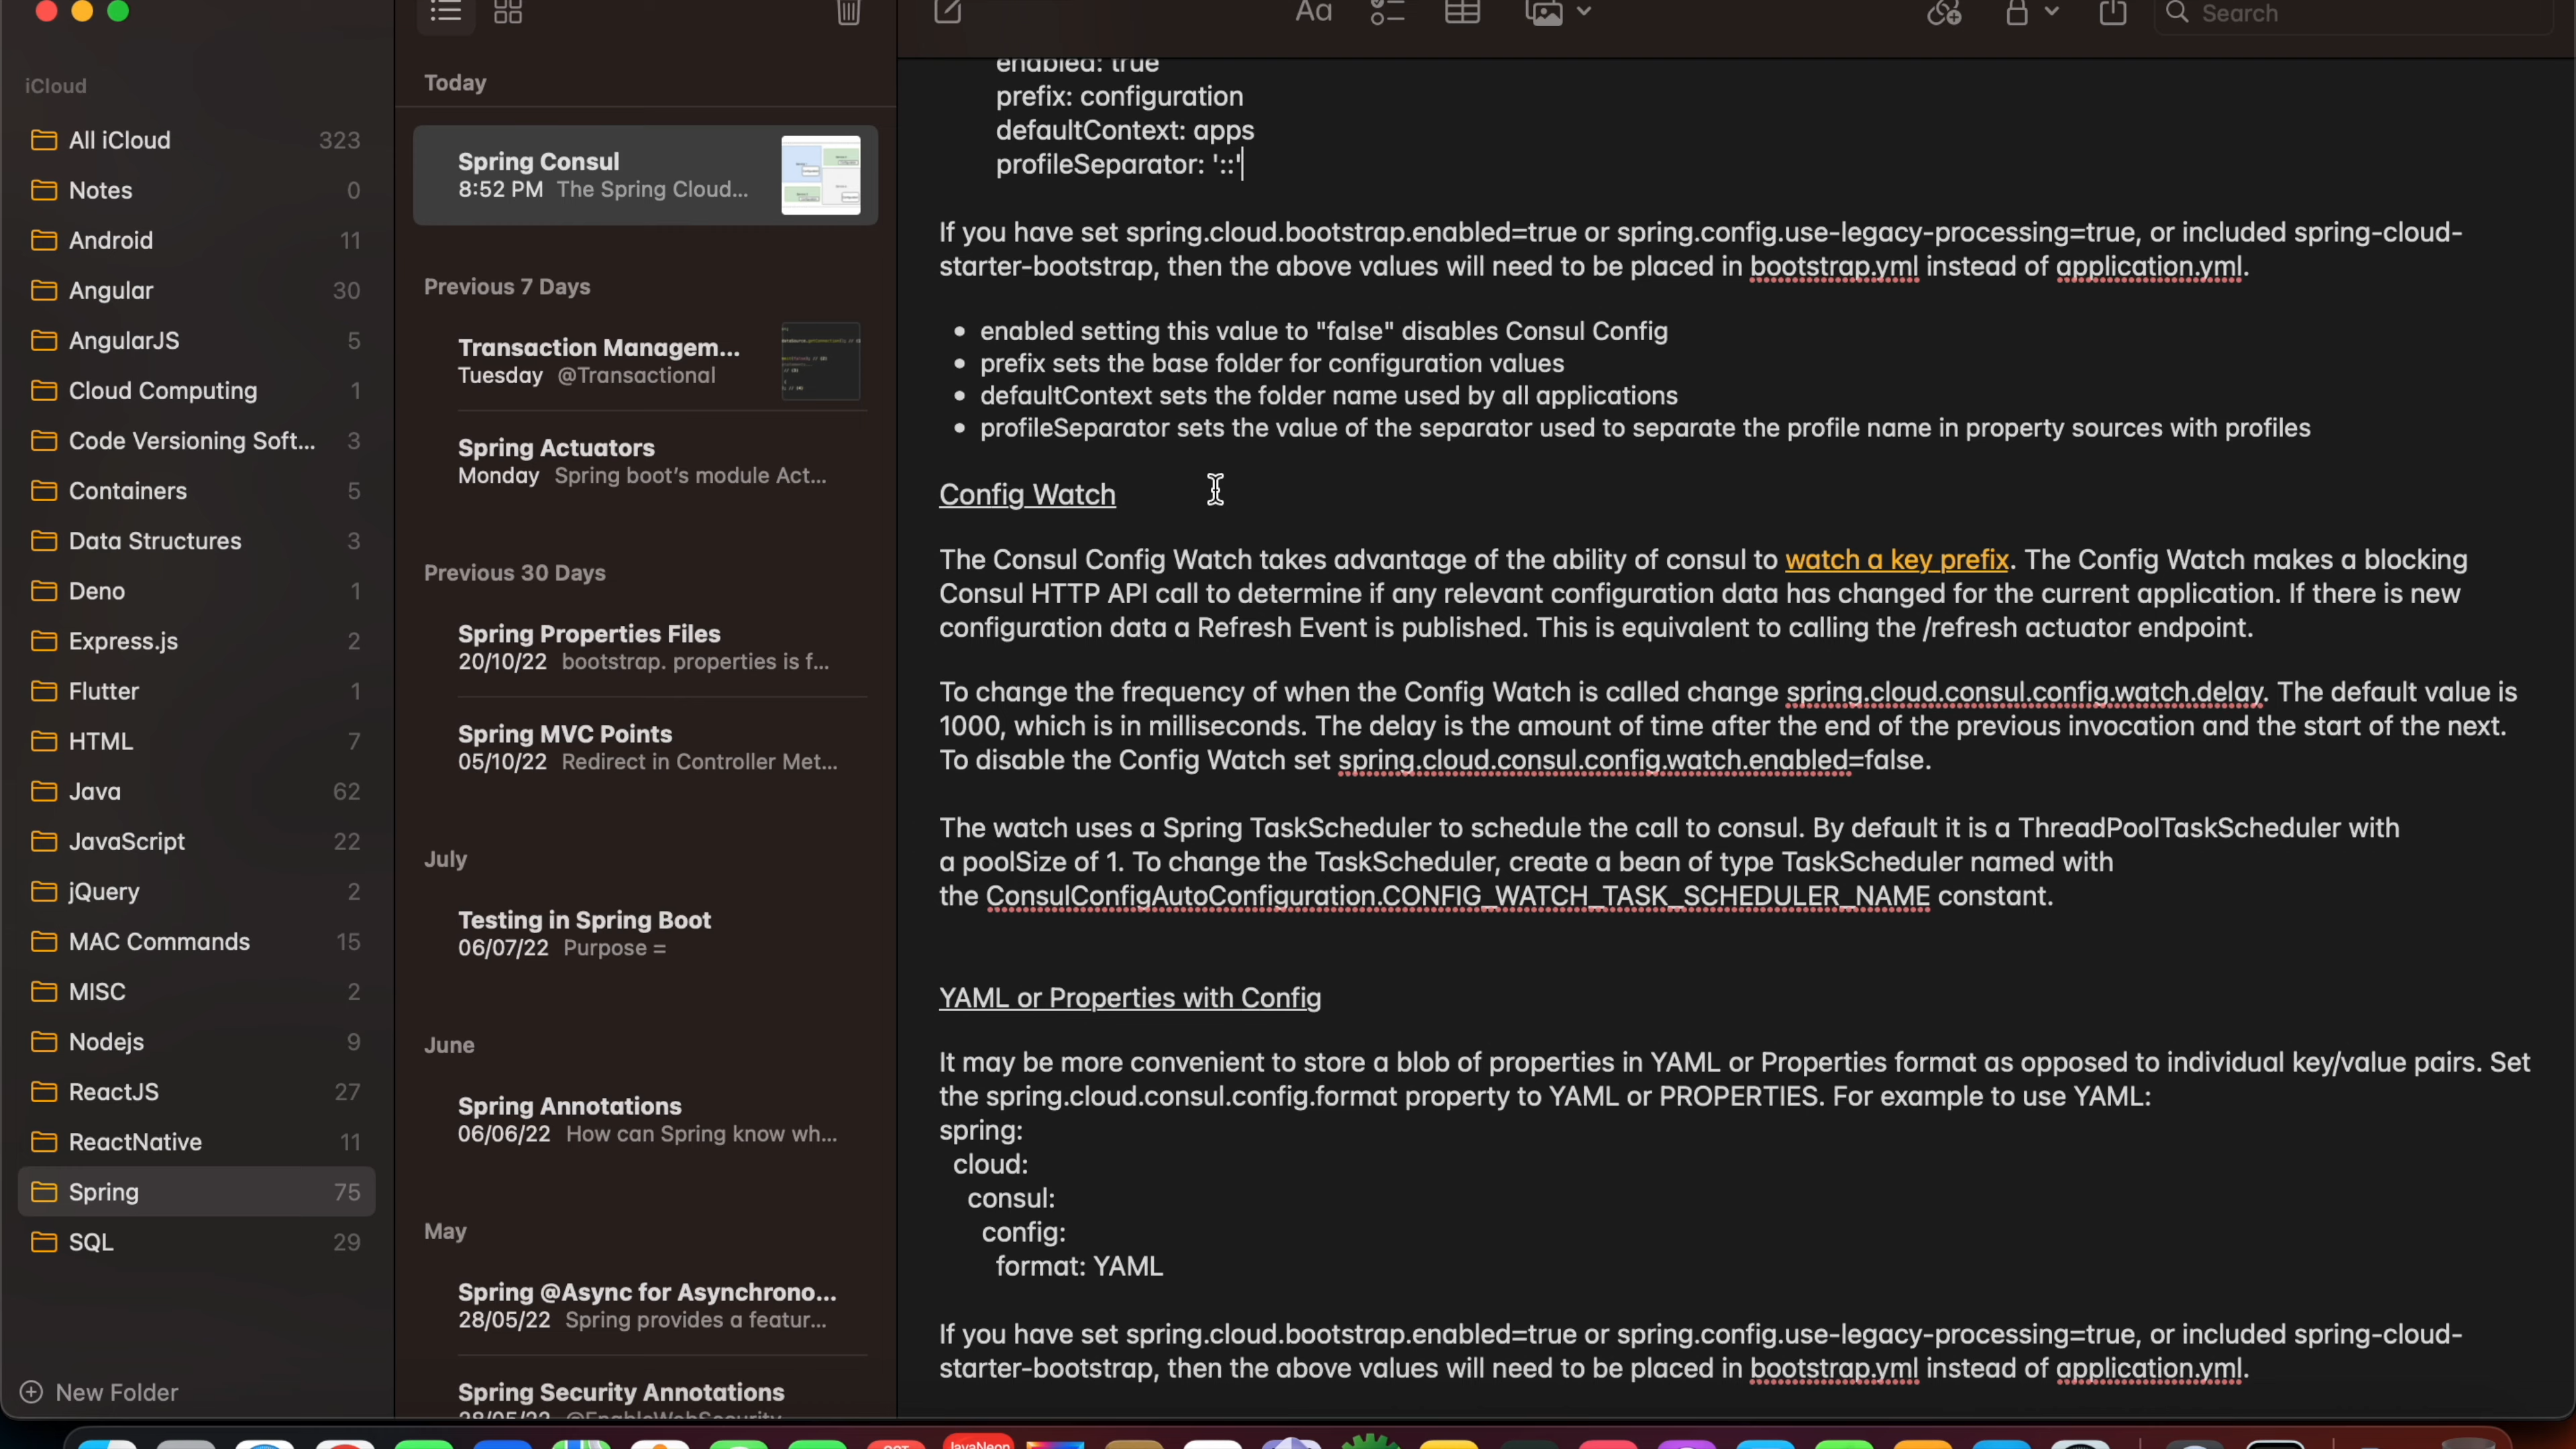 Aa
Search
iCloud
All iCloud 323
Notes 0
Android 11
Angular 30
AngularJS 5
Cloud Computing 1
Code Versioning Soft... 3
Containers 5
Data Structures 3
Deno 1
Express.js 2
Flutter 1
HTML 7
Java 62
JavaScript 22
jQuery 2
MAC Commands 15
MISC 2
Nodejs 9
ReactJS 27
ReactNative 11
Spring 75
SQL 29
New Folder
Today
Spring Consul
8:52 PM The Spring Cloud...
Previous 7 Days
Transaction Managem...
Tuesday @Transactional
Spring Actuators
Monday Spring boot’s module Act...
Previous 30 Days
Spring Properties Files
20/10/22 bootstrap. properties is f...
Spring MVC Points
05/10/22 Redirect in Controller Met...
July
Testing in Spring Boot
06/07/22 Purpose =
June
Spring Annotations
06/06/22 How can Spring know wh...
May
Spring @Async for Asynchrono...
28/05/22 Spring provides a featur...
Spring Security Annotations
28/05/22 @EnableWebSecurity
enabled: true
prefix: configuration
defaultContext: apps
profileSeparator: '::'
If you have set spring.cloud.bootstrap.enabled=true or spring.config.use-legacy-processing=true, or included spring-cloud-
starter-bootstrap, then the above values will need to be placed in bootstrap.yml instead of application.yml.
• enabled setting this value to "false" disables Consul Config
• prefix sets the base folder for configuration values
• defaultContext sets the folder name used by all applications
• profileSeparator sets the value of the separator used to separate the profile name in property sources with profiles
Config Watch
The Consul Config Watch takes advantage of the ability of consul to watch a key prefix. The Config Watch makes a blocking
Consul HTTP API call to determine if any relevant configuration data has changed for the current application. If there is new
configuration data a Refresh Event is published. This is equivalent to calling the /refresh actuator endpoint.
To change the frequency of when the Config Watch is called change spring.cloud.consul.config.watch.delay. The default value is
1000, which is in milliseconds. The delay is the amount of time after the end of the previous invocation and the start of the next.
To disable the Config Watch set spring.cloud.consul.config.watch.enabled=false.
The watch uses a Spring TaskScheduler to schedule the call to consul. By default it is a ThreadPoolTaskScheduler with
a poolSize of 1. To change the TaskScheduler, create a bean of type TaskScheduler named with
the ConsulConfigAutoConfiguration.CONFIG_WATCH_TASK_SCHEDULER_NAME constant.
YAML or Properties with Config
It may be more convenient to store a blob of properties in YAML or Properties format as opposed to individual key/value pairs. Set
the spring.cloud.consul.config.format property to YAML or PROPERTIES. For example to use YAML:
spring:
cloud:
consul:
config:
format: YAML
If you have set spring.cloud.bootstrap.enabled=true or spring.config.use-legacy-processing=true, or included spring-cloud-
starter-bootstrap, then the above values will need to be placed in bootstrap.yml instead of application.yml.
OCT
JavaNeon